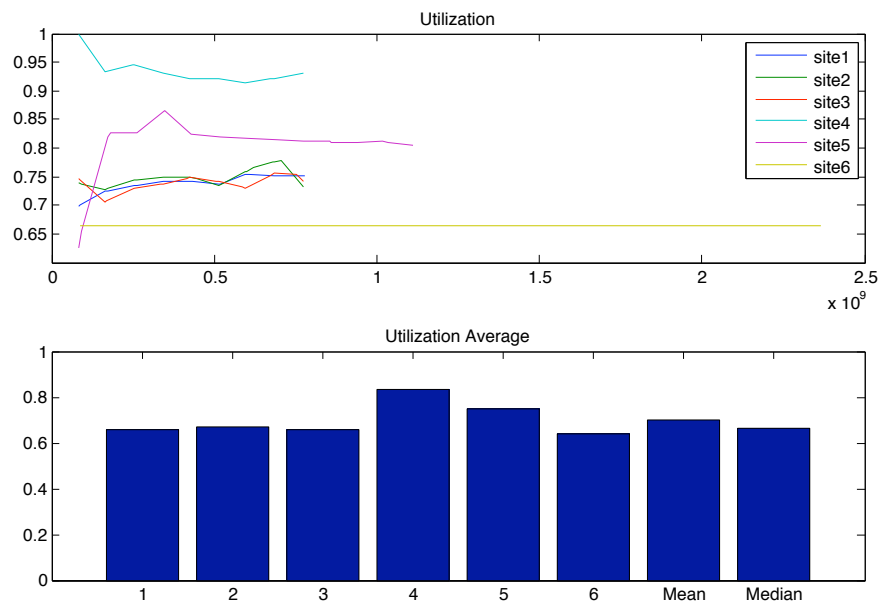 Utilization
1
0.95
0.9
0.85
0.8
0.75
0.7
0.65
0 0.5 1 1.5 2 2.5
x 10^9
site1
site2
site3
site4
site5
site6
Utilization Average
1
0.8
0.6
0.4
0.2
0
1 2 3 4 5 6 Mean Median